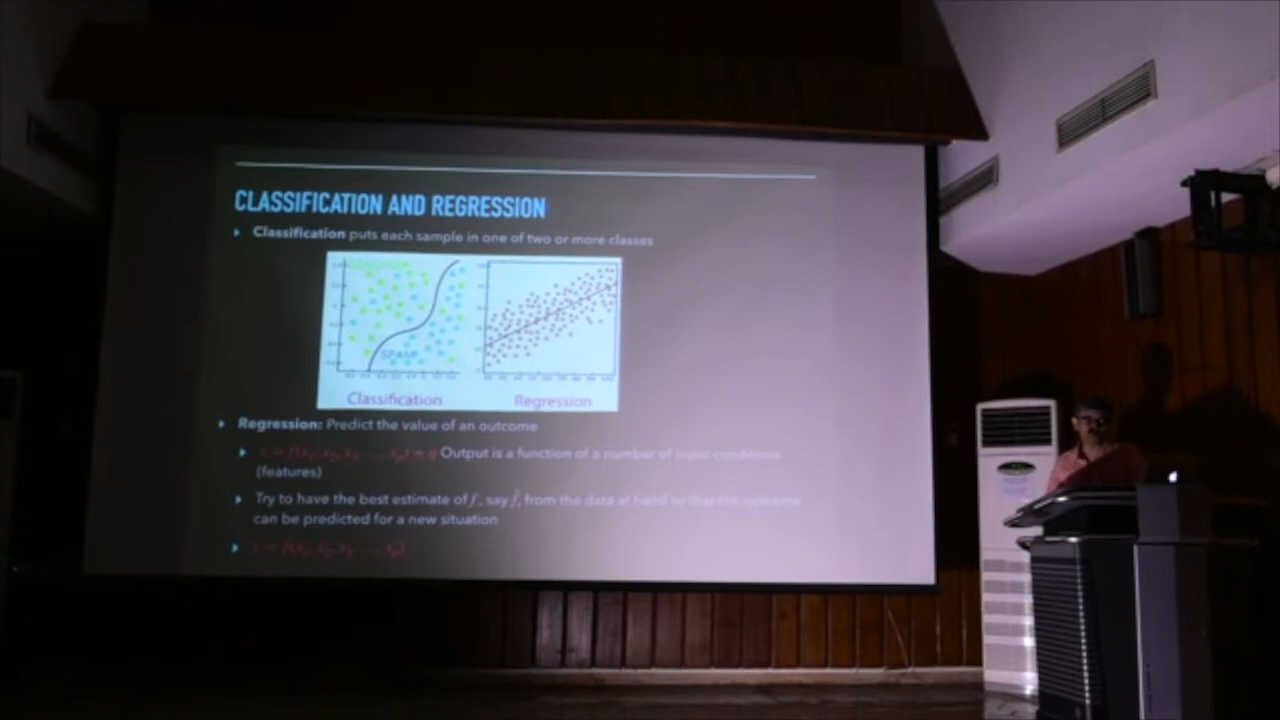 CLASSIFICATION AND REGRESSION
Classification puts each sample in one of two or more classes
SPAM
Classification
Regression
Regression: Predict the value of an outcome
Output is a function of a number of input conditions
(features)
Try to have the best estimate of f, say f̂, from the data at hand so that the outcome
can be predicted for a new situation